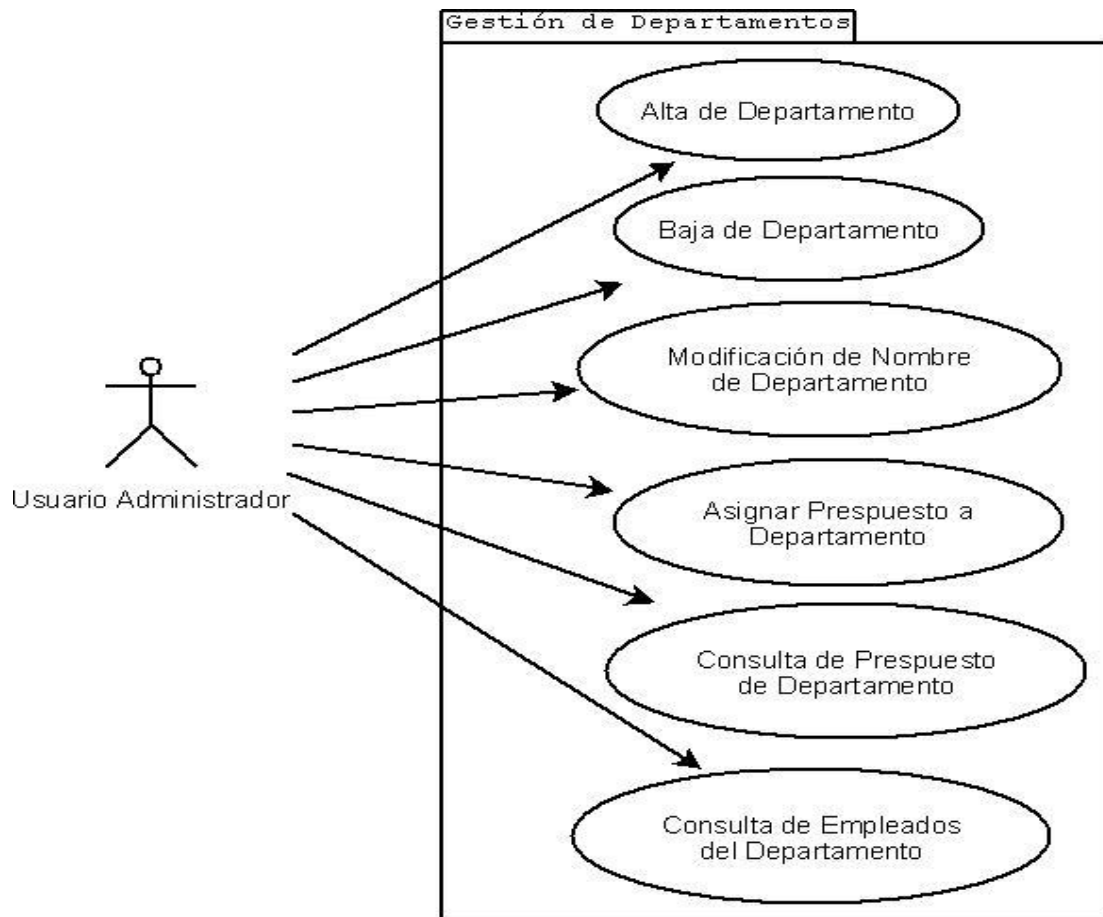 Gestión de Departamentos
Alta de Departamento
Baja de Departamento
Modificación de Nombre
de Departamento
Usuario Administrador
Asignar Prespuesto a
Departamento
Consulta de Prespuesto
de Departamento
Consulta de Empleados
del Departamento